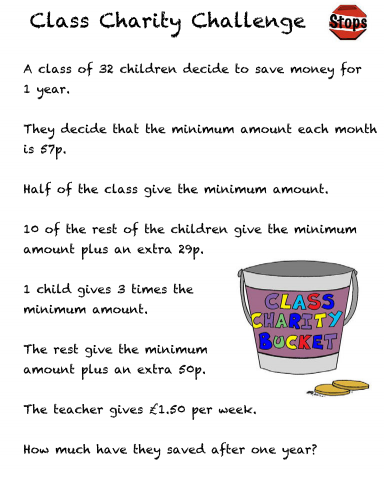 Class Charity Challenge
Stops
A class of 32 children decide to save money for
1 year.
They decide that the minimum amount each month
is 57p.
Half of the class give the minimum amount.
10 of the rest of the children give the minimum
amount plus an extra 29p.
1 child gives 3 times the
minimum amount.
The rest give the minimum
amount plus an extra 50p.
The teacher gives £1.50 per week.
How much have they saved after one year?
CLASS
CHARITY
BUCKET